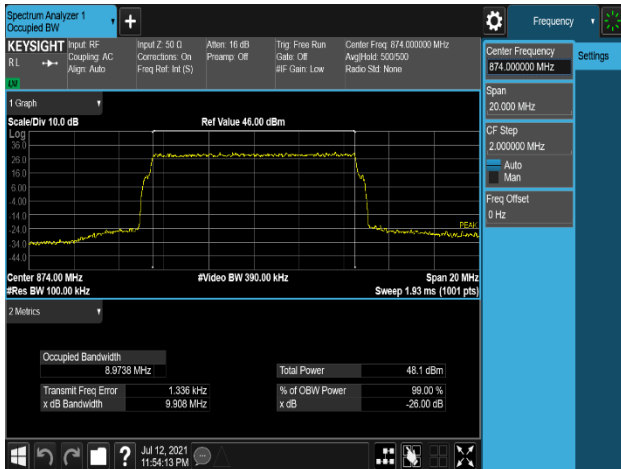 Spectrum Analyzer 1
Occupied BW
+
Frequency
KEYSIGHT
Input: RF
Input Z: 50 Ω
Atten: 16 dB
Trig: Free Run
Center Freq: 874.000000 MHz
R L
Coupling: AC
Corrections: On
Preamp: Off
Gate: Off
Avg|Hold: 500/500
Align: Auto
Freq Ref: Int (S)
#IF Gain: Low
Radio Std: None
Center Frequency
874.000000 MHz
Settings
Span
20.000 MHz
CF Step
2.000000 MHz
Auto
Man
Freq Offset
0 Hz
1 Graph
Scale/Div 10.0 dB
Ref Value 46.00 dBm
Log
36.0
26.0
16.0
6.00
-4.00
-14.0
-24.0
-34.0
-44.0
PEAK
Center 874.00 MHz
#Video BW 390.00 kHz
Span 20 MHz
#Res BW 100.00 kHz
Sweep 1.93 ms (1001 pts)
2 Metrics
Occupied Bandwidth
8.9738 MHz
Total Power
48.1 dBm
Transmit Freq Error
1.336 kHz
% of OBW Power
99.00 %
x dB Bandwidth
9.908 MHz
x dB
-26.00 dB
?
Jul 12, 2021
11:54:13 PM